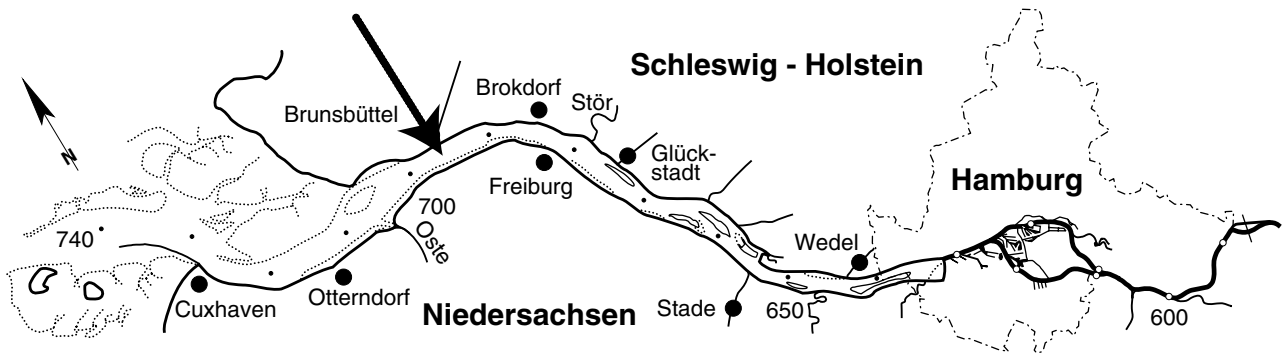 Schleswig - Holstein
Brokdorf
Stör
Brunsbüttel
Glück-
stadt
Hamburg
Freiburg
N
700
Oste
740
Wedel
Cuxhaven
Otterndorf
Niedersachsen
Stade
650
600